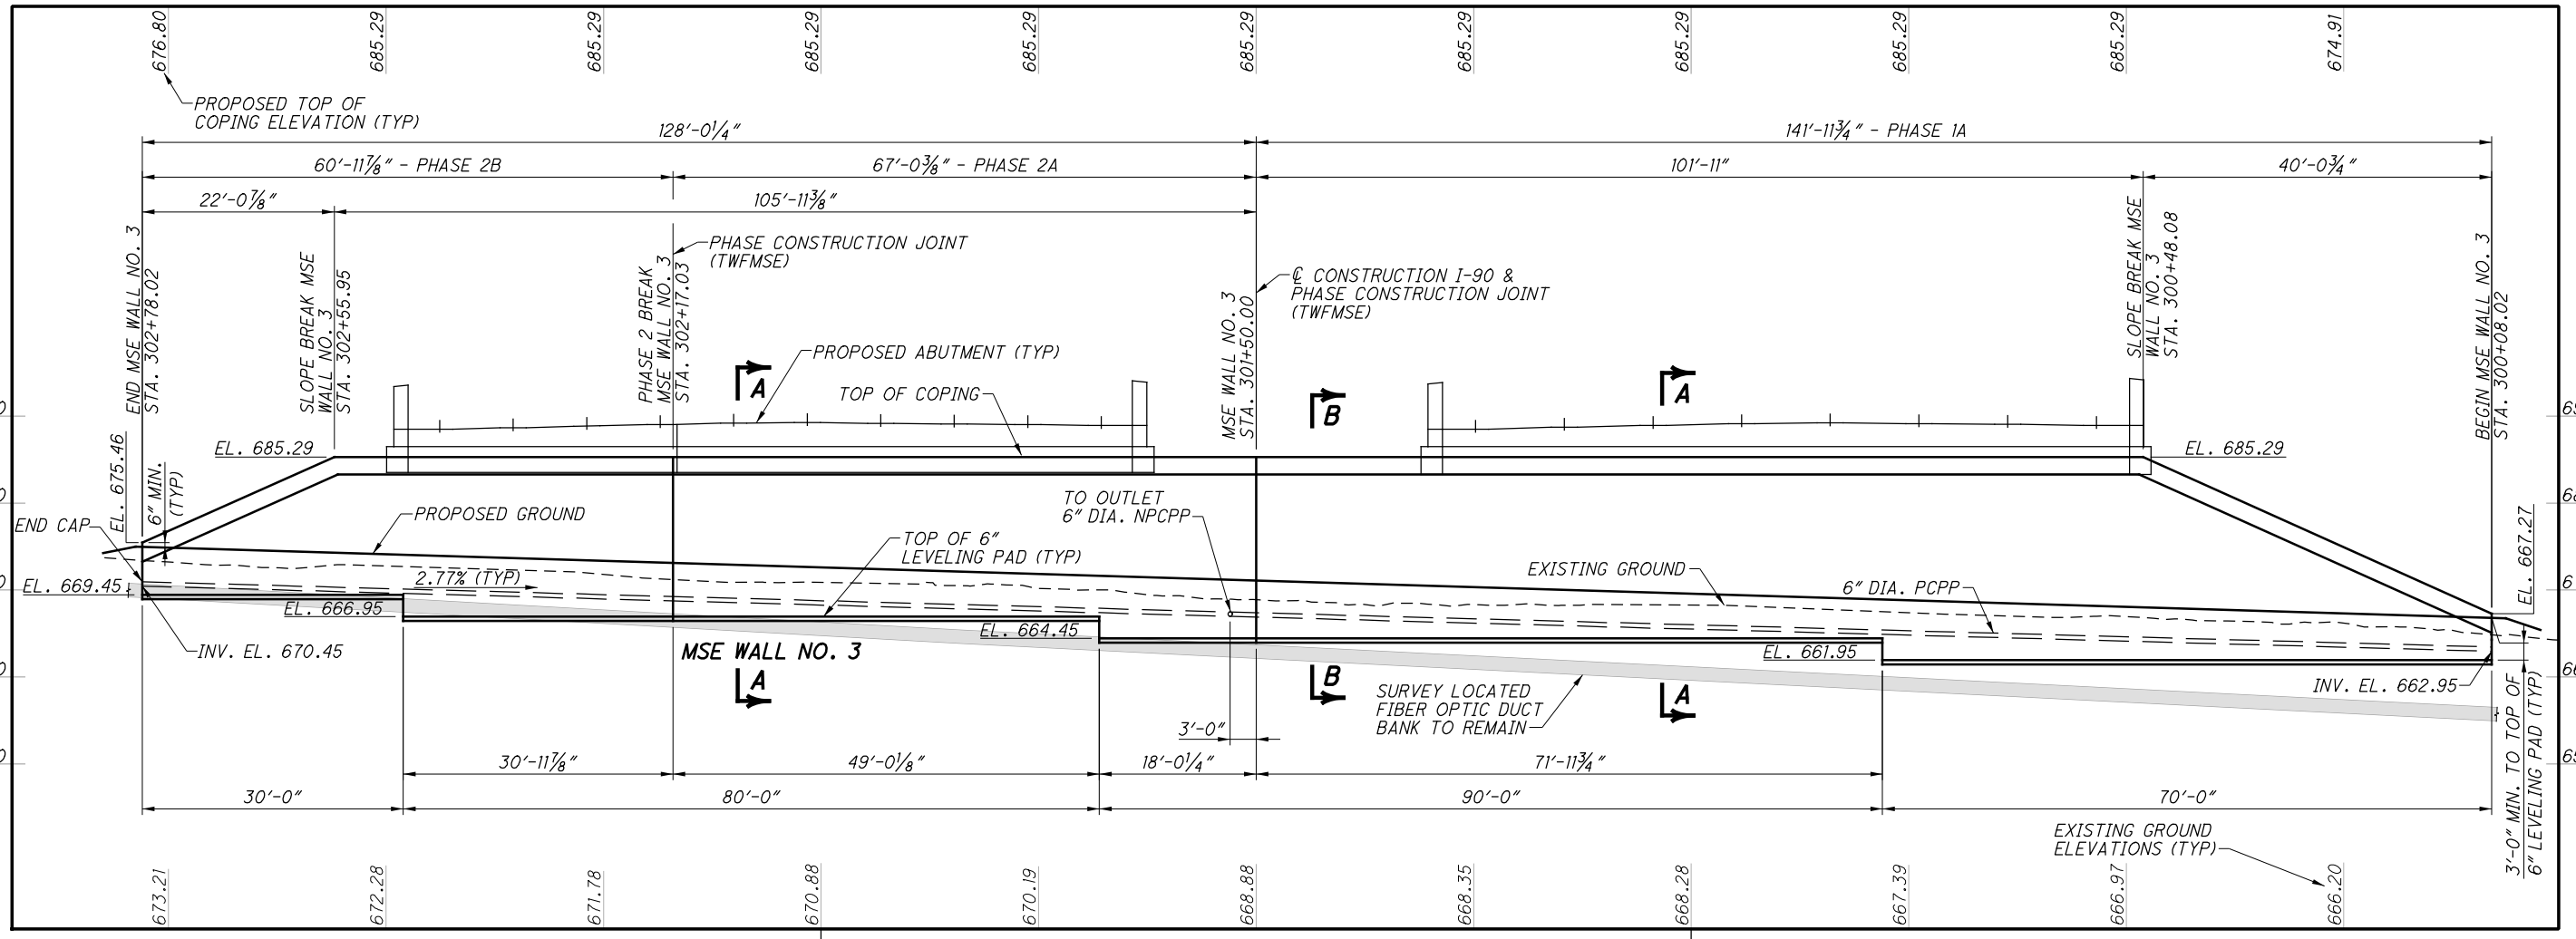 676.80
685.29
685.29
685.29
685.29
685.29
685.29
685.29
685.29
685.29
674.91
PROPOSED TOP OF
COPING ELEVATION (TYP)
128'-0¼"
141'-11¾" - PHASE 1A
60'-11⅞" - PHASE 2B
67'-0⅜" - PHASE 2A
101'-11"
40'-0¾"
22'-0⅞"
105'-11⅜"
END MSE WALL NO. 3
STA. 302+78.02
SLOPE BREAK MSE
WALL NO. 3
STA. 302+55.95
PHASE 2 BREAK
MSE WALL NO. 3
STA. 302+17.03
PHASE CONSTRUCTION JOINT
(TWFMSE)
MSE WALL NO. 3
STA. 301+50.00
℄ CONSTRUCTION I-90 &
PHASE CONSTRUCTION JOINT
(TWFMSE)
SLOPE BREAK MSE
WALL NO. 3
STA. 300+48.08
BEGIN MSE WALL NO. 3
STA. 300+08.02
PROPOSED ABUTMENT (TYP)
TOP OF COPING
A
B
A
EL. 675.46
EL. 685.29
EL. 685.29
6" MIN.
(TYP)
END CAP
PROPOSED GROUND
TO OUTLET
6" DIA. NPCPP
TOP OF 6"
LEVELING PAD (TYP)
EXISTING GROUND
6" DIA. PCPP
EL. 667.27
2.77% (TYP)
EL. 669.45
EL. 666.95
EL. 664.45
EL. 661.95
INV. EL. 670.45
MSE WALL NO. 3
A
B
A
SURVEY LOCATED
FIBER OPTIC DUCT
BANK TO REMAIN
INV. EL. 662.95
3'-0" MIN. TO TOP OF
6" LEVELING PAD (TYP)
3'-0"
30'-11⅞"
49'-0⅛"
18'-0¼"
71'-11¾"
30'-0"
80'-0"
90'-0"
70'-0"
EXISTING GROUND
ELEVATIONS (TYP)
673.21
672.28
671.78
670.88
670.19
668.88
668.35
668.28
667.39
666.97
666.20